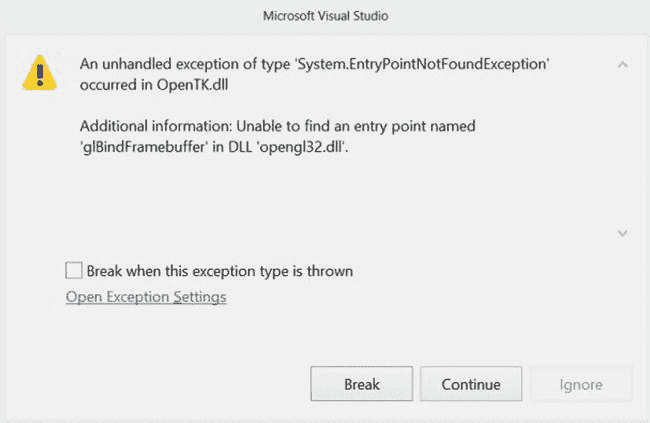 Microsoft Visual Studio
An unhandled exception of type 'System.EntryPointNotFoundException'
occurred in OpenTK.dll
Additional information: Unable to find an entry point named
'glBindFramebuffer' in DLL 'opengl32.dll'.
Break when this exception type is thrown
Open Exception Settings
Break Continue Ignore